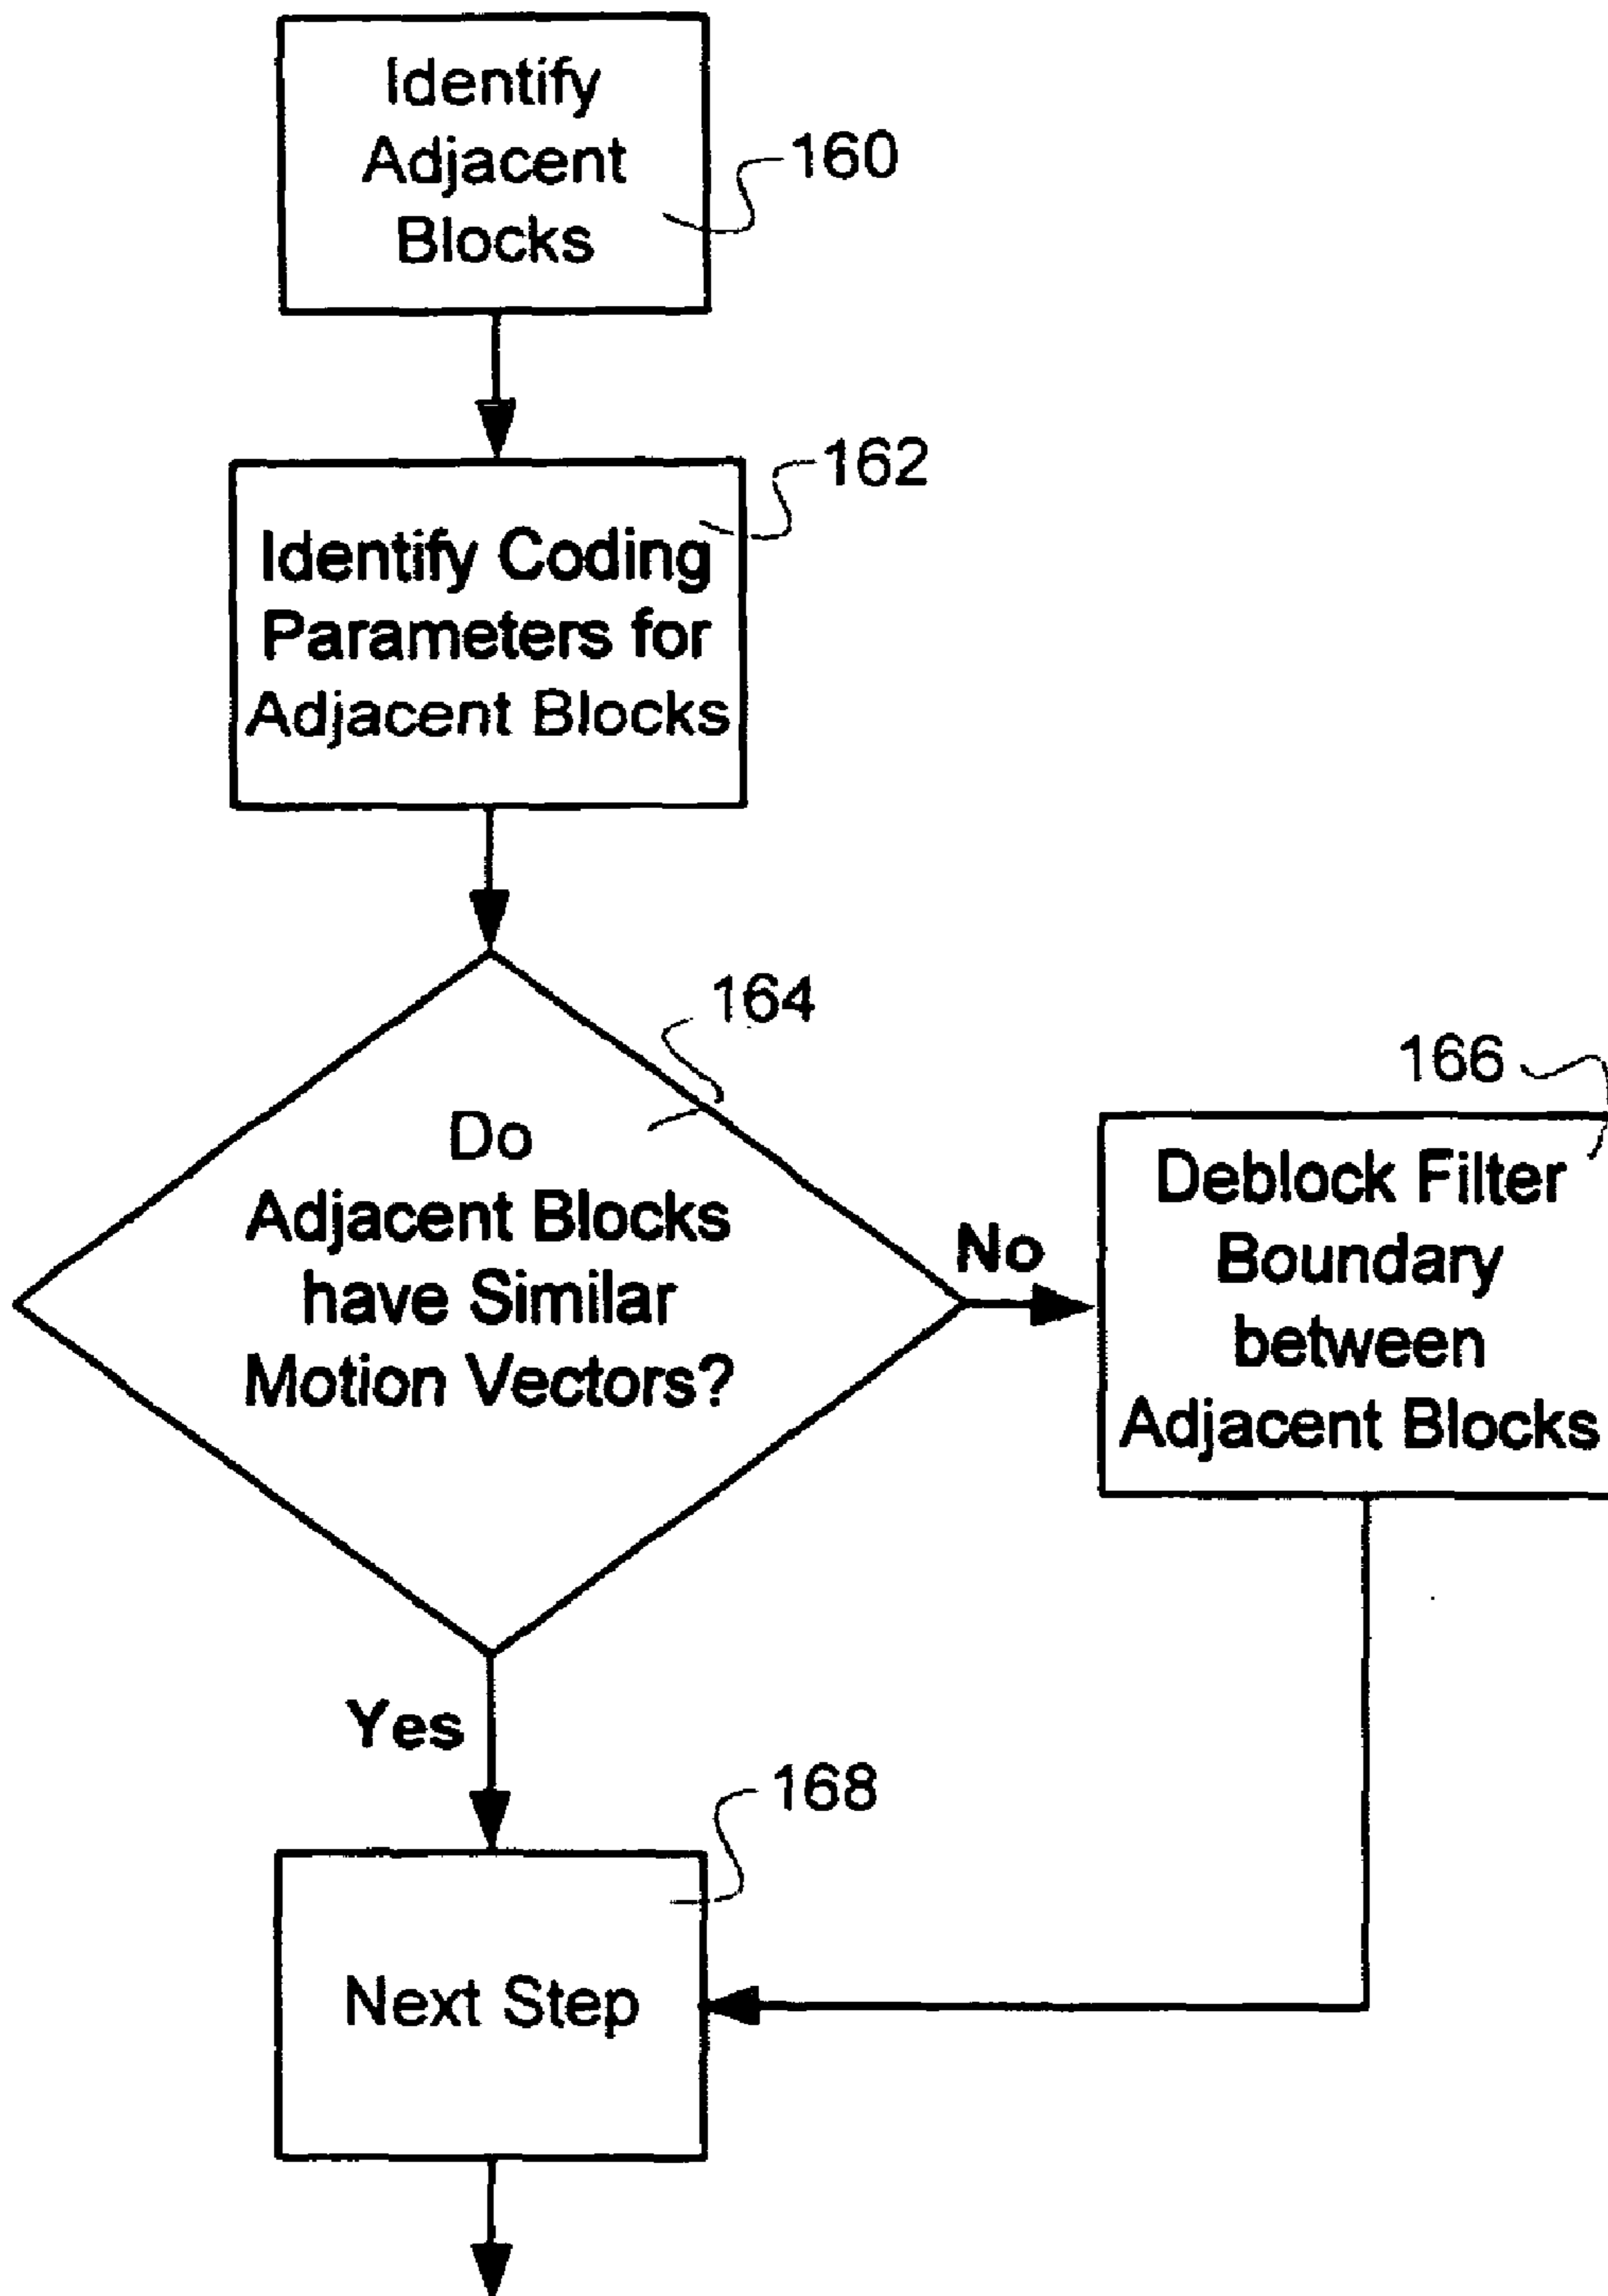 Identify
Adjacent
Blocks
160
162
Identify Coding
Parameters for
Adjacent Blocks
164
Do
Adjacent Blocks
have Similar
Motion Vectors?
No
166
Deblock Filter
Boundary
between
Adjacent Blocks
Yes
168
Next Step